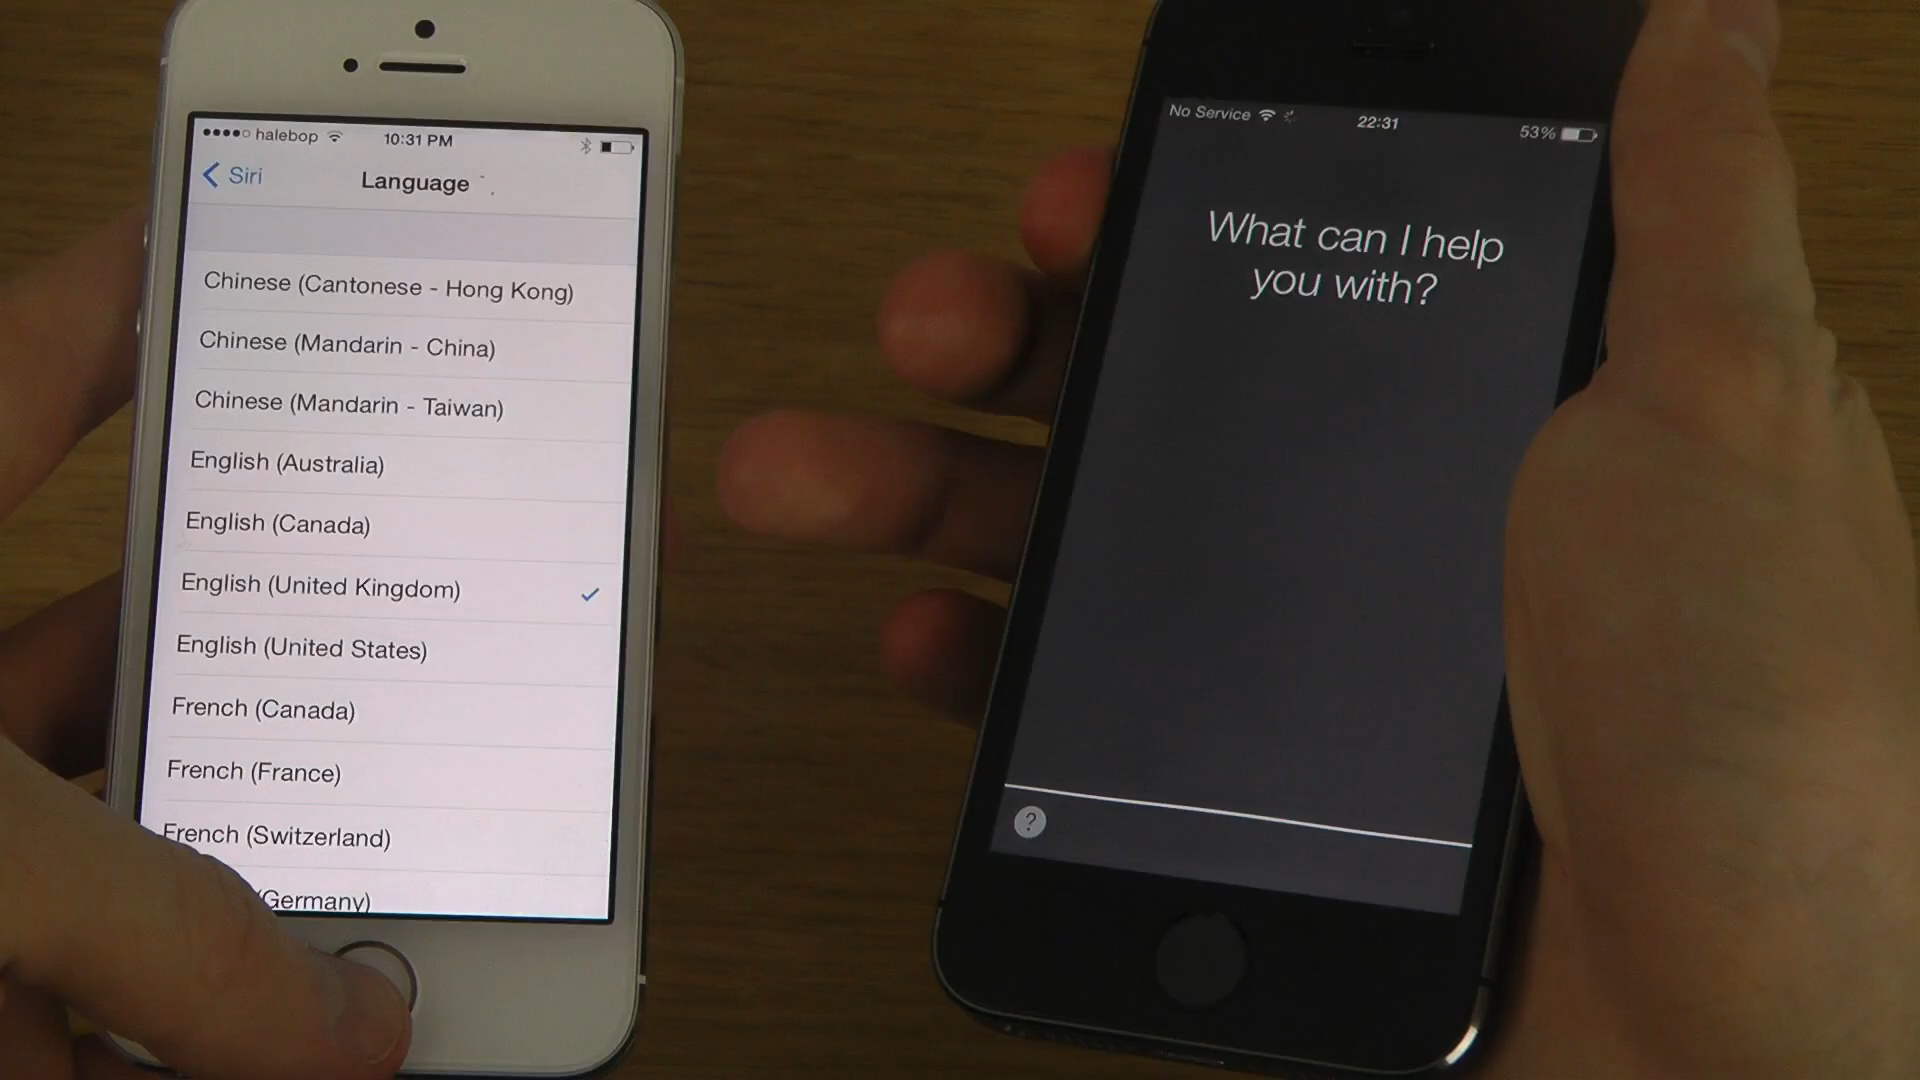 halebop 10:31 PM
Siri Language
Chinese (Cantonese - Hong Kong)
Chinese (Mandarin - China)
Chinese (Mandarin - Taiwan)
English (Australia)
English (Canada)
English (United Kingdom)
English (United States)
French (Canada)
French (France)
French (Switzerland)
(Germany)
No Service 22:31 53%
What can I help
you with?
?